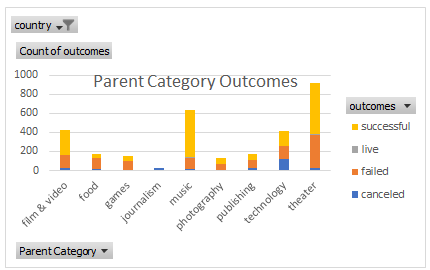 country
Count of outcomes
Parent Category Outcomes
1000
800
600
400
200
0
film & video
food
games
journalism
music
photography
publishing
technology
theater
outcomes
successful
live
failed
canceled
Parent Category